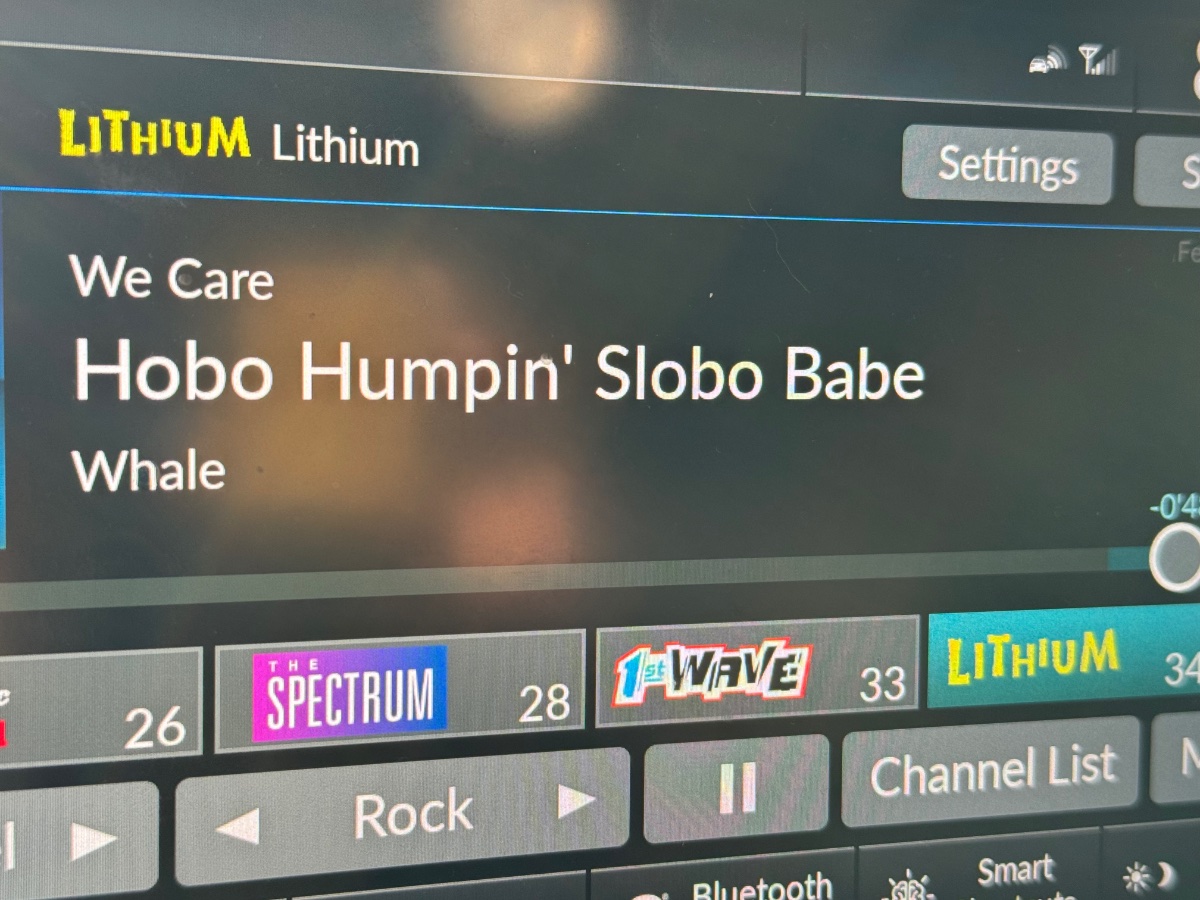 LITHIUM Lithium
Settings
We Care
Hobo Humpin' Slobo Babe
Whale
THE
SPECTRUM 28
1st WAVE 33
LITHIUM 34
26
Rock
Channel List
Bluetooth
Smart